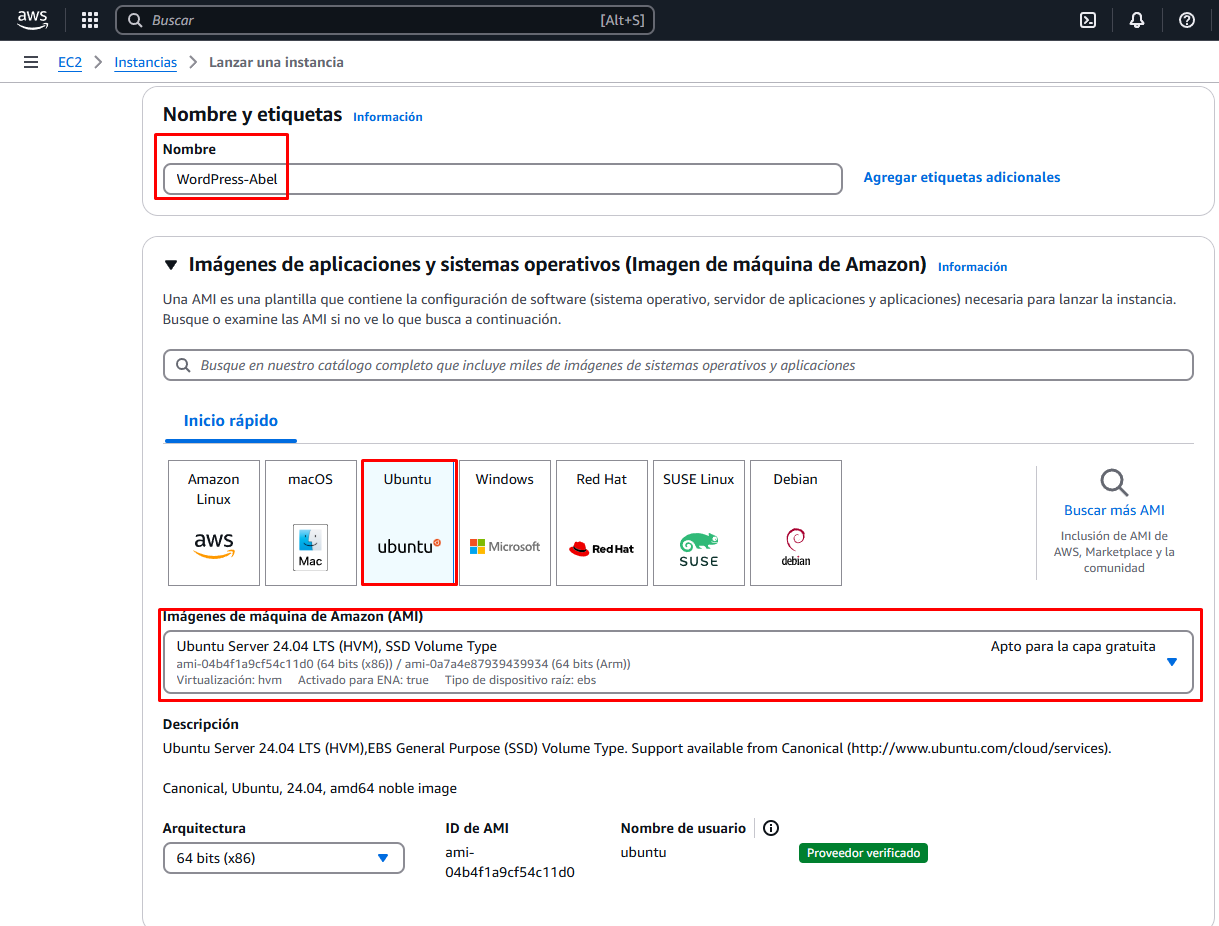 aws
Buscar [Alt+S]
EC2 > Instancias > Lanzar una instancia
Nombre y etiquetas Información
Nombre
WordPress-Abel
Agregar etiquetas adicionales
Imágenes de aplicaciones y sistemas operativos (Imagen de máquina de Amazon) Información
Una AMI es una plantilla que contiene la configuración de software (sistema operativo, servidor de aplicaciones y aplicaciones) necesaria para lanzar la instancia.
Busque o examine las AMI si no ve lo que busca a continuación.
Busque en nuestro catálogo completo que incluye miles de imágenes de sistemas operativos y aplicaciones
Inicio rápido
Amazon
Linux
aws
macOS
Mac
Ubuntu
ubuntu
Windows
Microsoft
Red Hat
Red Hat
SUSE Linux
SUSE
Debian
debian
Buscar más AMI
Inclusión de AMI de
AWS, Marketplace y la
comunidad
Imágenes de máquina de Amazon (AMI)
Ubuntu Server 24.04 LTS (HVM), SSD Volume Type
Apto para la capa gratuita
ami-04b4f1a9cf54c11d0 (64 bits (x86)) / ami-0a7a4e87939439934 (64 bits (Arm))
Virtualización: hvm Activado para ENA: true Tipo de dispositivo raíz: ebs
Descripción
Ubuntu Server 24.04 LTS (HVM),EBS General Purpose (SSD) Volume Type. Support available from Canonical (http://www.ubuntu.com/cloud/services).
Canonical, Ubuntu, 24.04, amd64 noble image
Arquitectura
64 bits (x86)
ID de AMI
ami-
04b4f1a9cf54c11d0
Nombre de usuario
ubuntu
Proveedor verificado